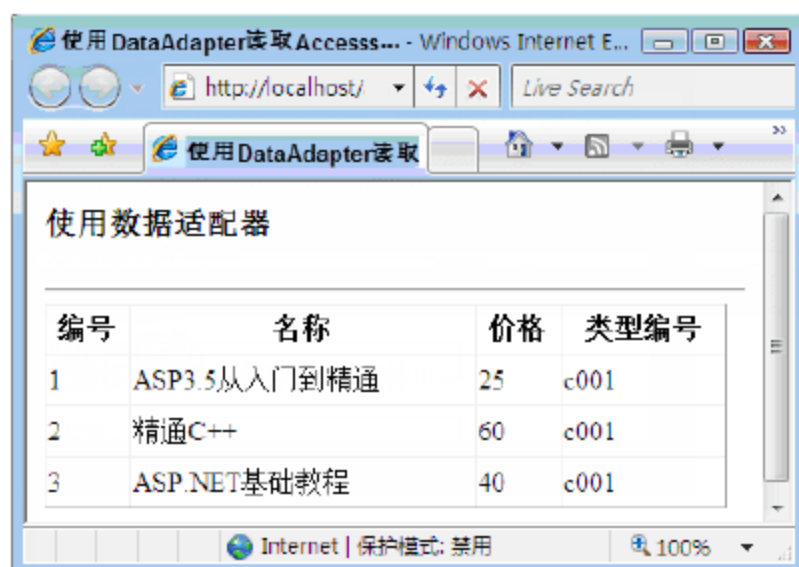 使用DataAdapter读取Accesss... - Windows Internet E...
http://localhost/ Live Search
使用DataAdapter读取
使用数据适配器
编号 名称 价格 类型编号
1 ASP3.5从入门到精通 25 c001
2 精通C++ 60 c001
3 ASP.NET基础教程 40 c001
Internet | 保护模式: 禁用 100%